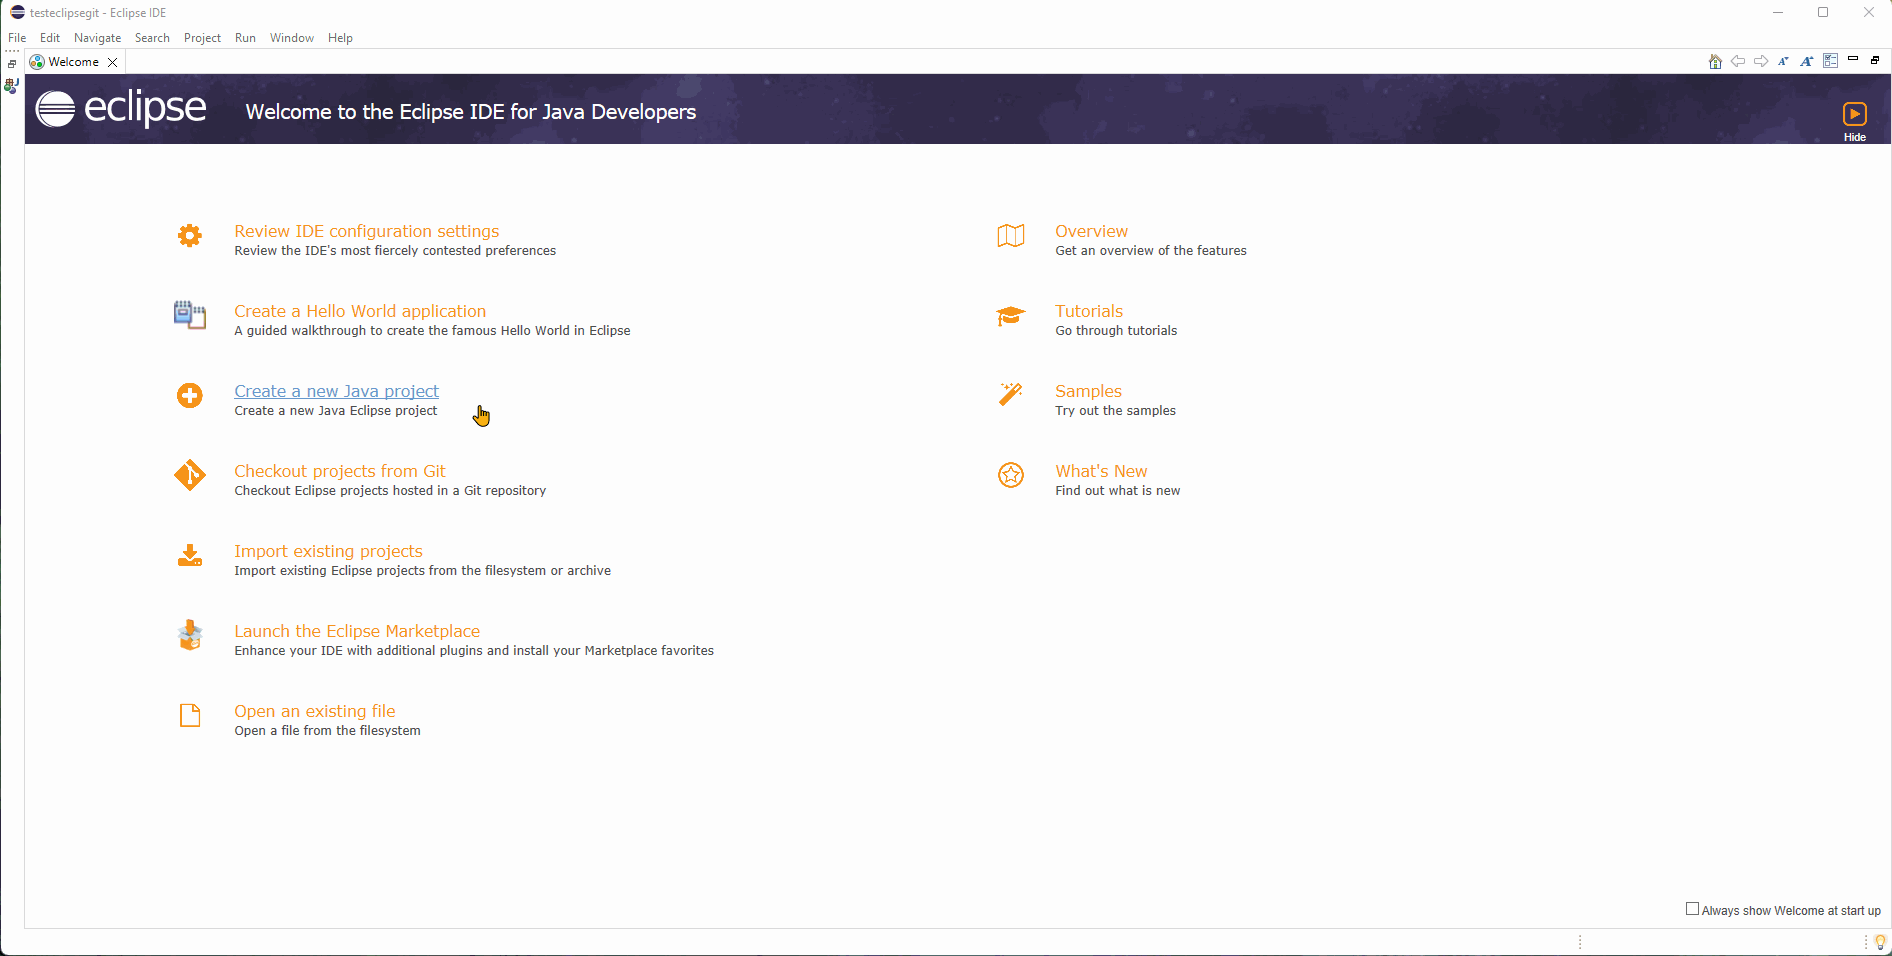 testeclipsegit - Eclipse IDE
File Edit Navigate Search Project Run Window Help
Welcome
eclipse Welcome to the Eclipse IDE for Java Developers
Hide
Review IDE configuration settings
Review the IDE's most fiercely contested preferences
Create a Hello World application
A guided walkthrough to create the famous Hello World in Eclipse
Create a new Java project
Create a new Java Eclipse project
Checkout projects from Git
Checkout Eclipse projects hosted in a Git repository
Import existing projects
Import existing Eclipse projects from the filesystem or archive
Launch the Eclipse Marketplace
Enhance your IDE with additional plugins and install your Marketplace favorites
Open an existing file
Open a file from the filesystem
Overview
Get an overview of the features
Tutorials
Go through tutorials
Samples
Try out the samples
What's New
Find out what is new
Always show Welcome at start up